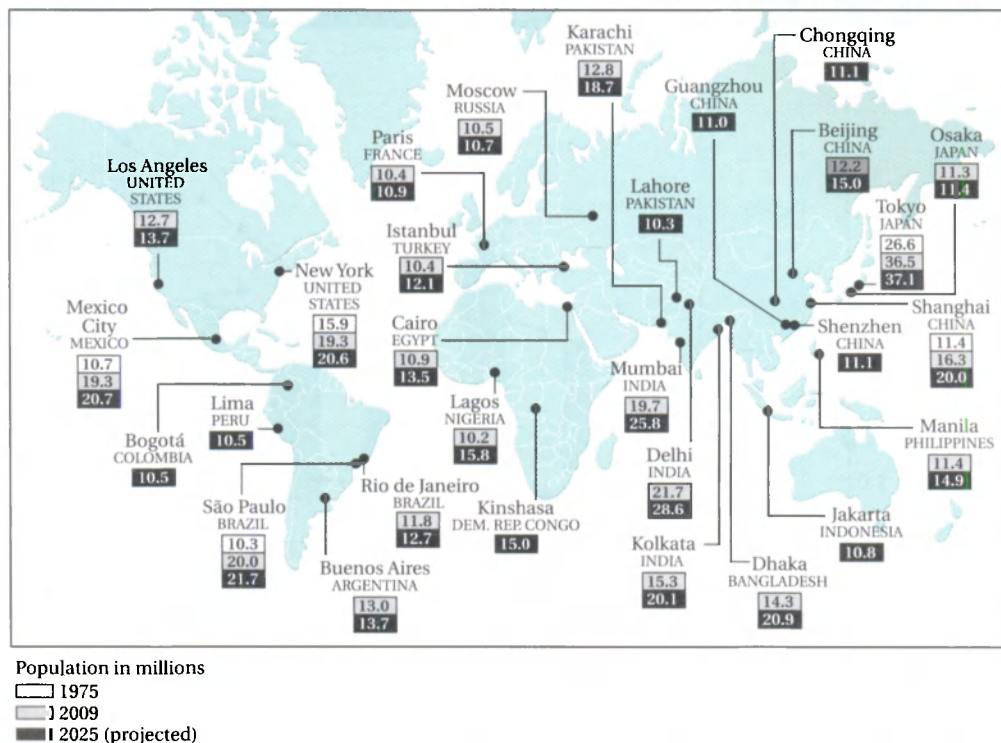 Los Angeles
UNITED
STATES
12.7
13.7
Mexico
City
MEXICO
10.7
19.3
20.7
New York
UNITED
STATES
15.9
19.3
20.6
Bogotá
COLOMBIA
10.5
Lima
PERU
10.5
São Paulo
BRAZIL
10.3
20.0
21.7
Rio de Janeiro
BRAZIL
11.8
12.7
Buenos Aires
ARGENTINA
13.0
13.7
Paris
FRANCE
10.4
10.9
Moscow
RUSSIA
10.5
10.7
Istanbul
TURKEY
10.4
12.1
Cairo
EGYPT
10.9
13.5
Lagos
NIGERIA
10.2
15.8
Kinshasa
DEM. REP. CONGO
15.0
Karachi
PAKISTAN
12.8
18.7
Lahore
PAKISTAN
10.3
Mumbai
INDIA
19.7
25.8
Delhi
INDIA
21.7
28.6
Kolkata
INDIA
15.3
20.1
Dhaka
BANGLADESH
14.3
20.9
Guangzhou
CHINA
11.0
Chongqing
CHINA
11.1
Beijing
CHINA
12.2
15.0
Osaka
JAPAN
11.3
11.4
Tokyo
JAPAN
26.6
36.5
37.1
Shanghai
CHINA
11.4
16.3
20.0
Shenzhen
CHINA
11.1
Manila
PHILIPPINES
11.4
14.9
Jakarta
INDONESIA
10.8
Population in millions
1975
2009
2025 (projected)